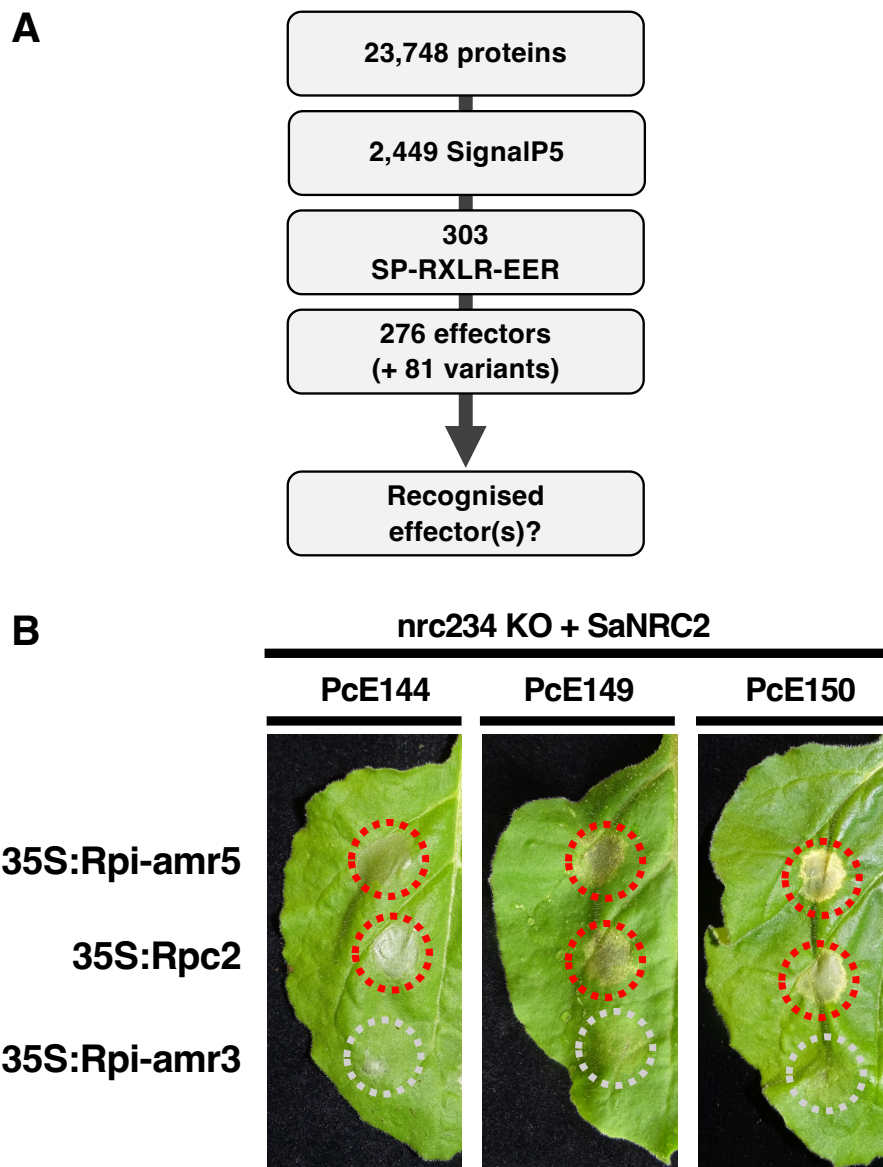 A
23,748 proteins
2,449 SignalP5
303
SP-RXLR-EER
276 effectors
(+ 81 variants)
Recognised
effector(s)?
B
nrc234 KO + SaNRC2
PcE144 PcE149 PcE150
35S:Rpi-amr5
35S:Rpc2
35S:Rpi-amr3